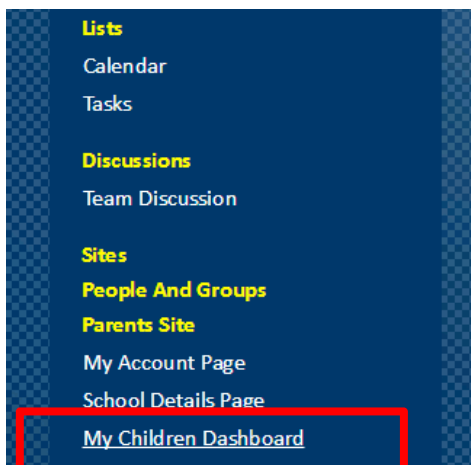 Lists
Calendar
Tasks
Discussions
Team Discussion
Sites
People And Groups
Parents Site
My Account Page
School Details Page
My Children Dashboard